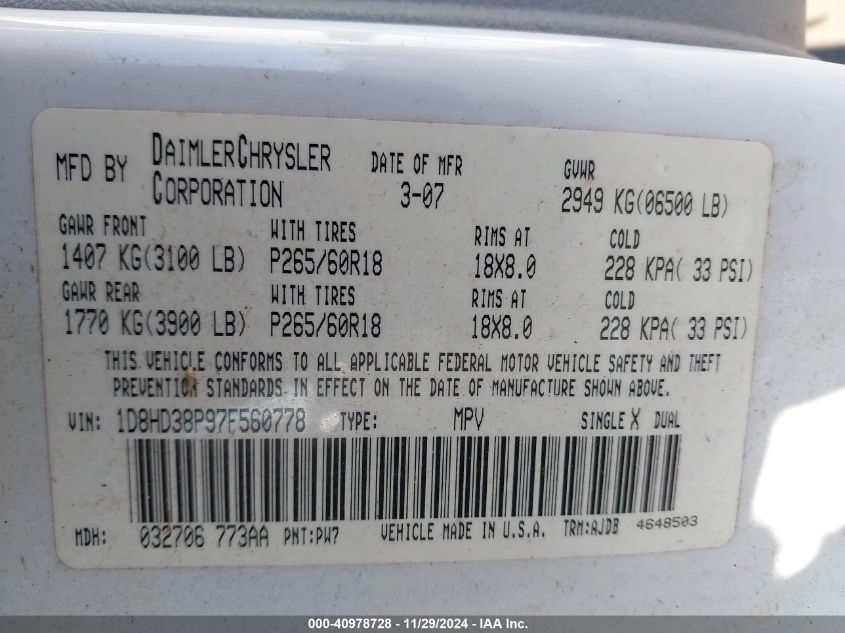 MFD BY DAIMLERCHRYSLER CORPORATION DATE OF MFR 3-07 GVWR 2949 KG(06500 LB)
GAWR FRONT WITH TIRES RIMS AT COLD
1407 KG(3100 LB) P265/60R18 18X8.0 228 KPA( 33 PSI)
GAWR REAR WITH TIRES RIMS AT COLD
1770 KG(3900 LB) P265/60R18 18X8.0 228 KPA( 33 PSI)
THIS VEHICLE CONFORMS TO ALL APPLICABLE FEDERAL MOTOR VEHICLE SAFETY AND THEFT
PREVENTION STANDARDS IN EFFECT ON THE DATE OF MANUFACTURE SHOWN ABOVE.
VIN: 1D8HD38P97F560778 TYPE: MPV SINGLE X DUAL
MDH: 032706 773AA PNT:PW7 VEHICLE MADE IN U.S.A. TRM:AJDB 4648503
000-40978728 - 11/29/2024 - IAA Inc.